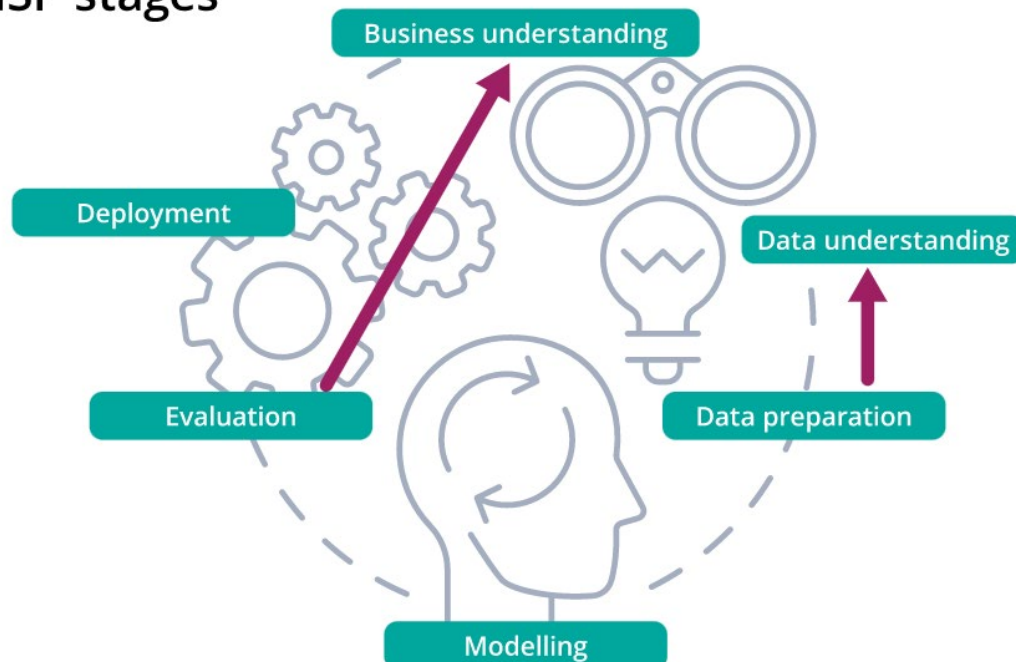 stages
Business understanding
Deployment
Data understanding
Evaluation
Data preparation
Modelling